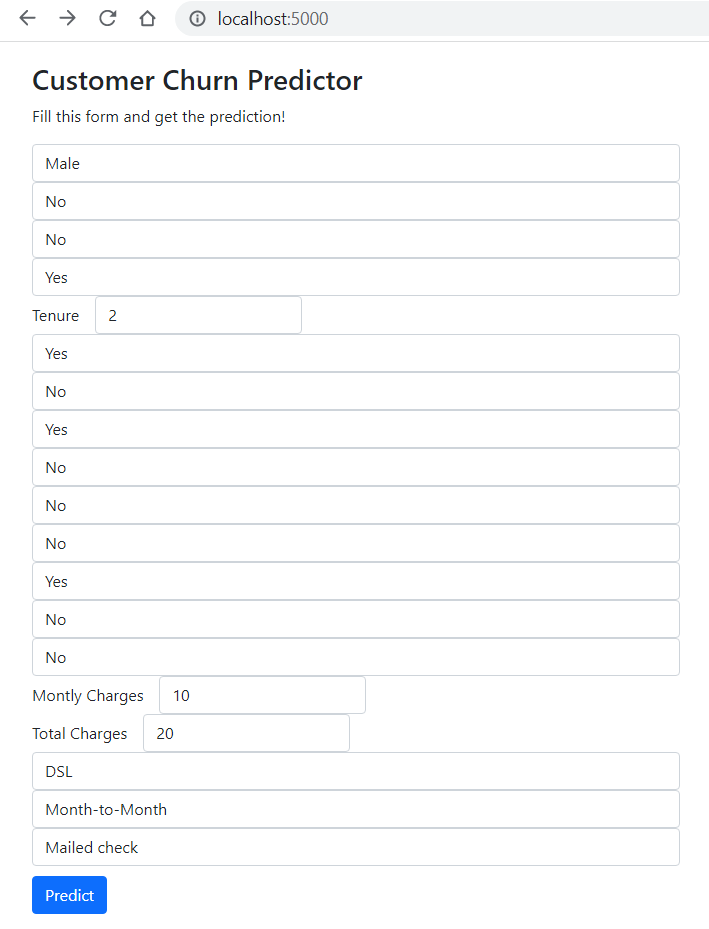 localhost:5000
Customer Churn Predictor
Fill this form and get the prediction!
Male
No
No
Yes
Tenure 2
Yes
No
Yes
No
No
No
Yes
No
No
Montly Charges 10
Total Charges 20
DSL
Month-to-Month
Mailed check
Predict